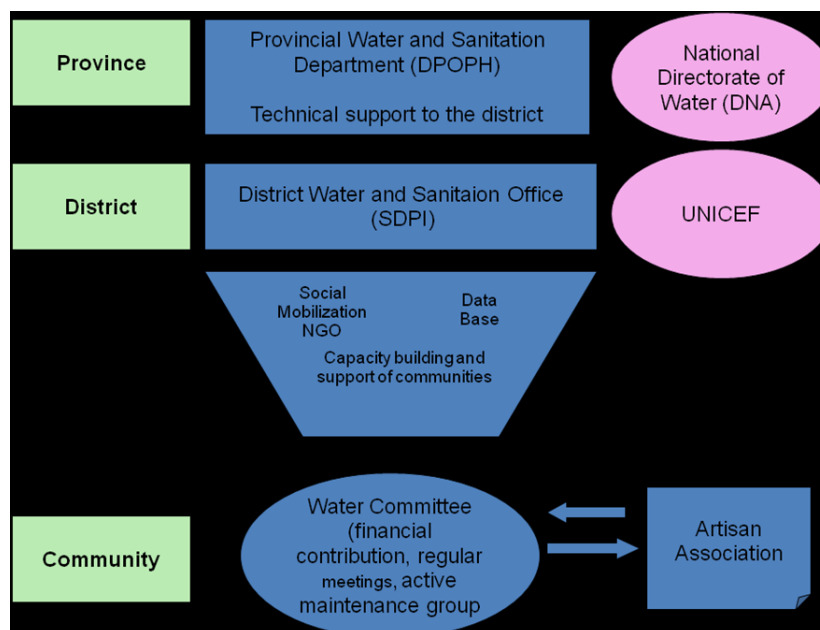 Province
Provincial Water and Sanitation
Department (DPOPH)
Technical support to the district
National
Directorate of
Water (DNA)
District
District Water and Sanitaion Office
(SDPI)
UNICEF
Social
Mobilization
NGO
Data
Base
Capacity building and
support of communities
Community
Water Committee
(financial
contribution, regular
meetings, active
maintenance group
Artisan
Association